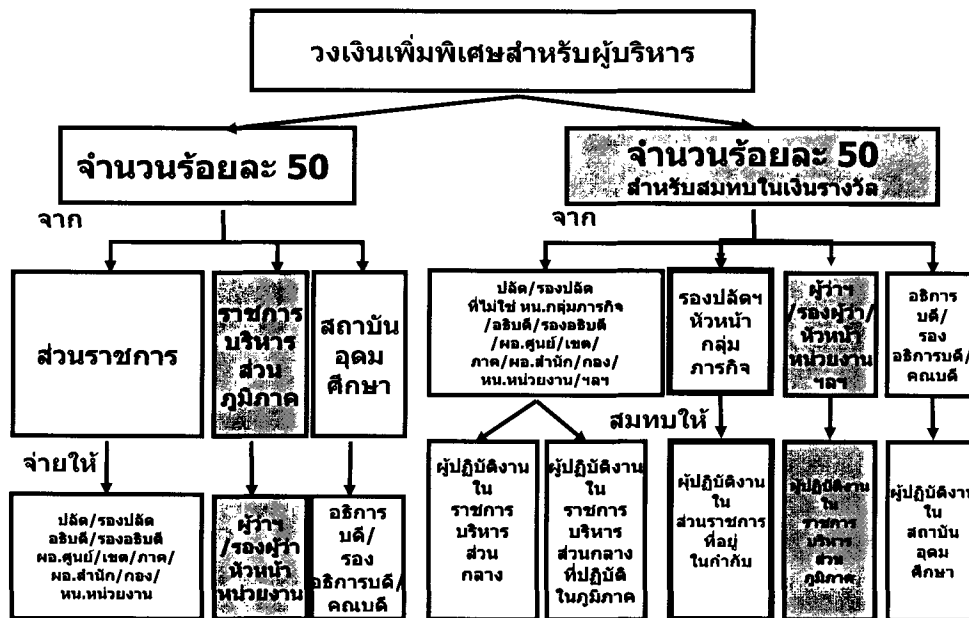 วงเงินเพิ่มพิเศษสำหรับผู้บริหาร
จำนวนร้อยละ 50
จำนวนร้อยละ 50
สำหรับสมทบในเงินรางวัล
จาก
จาก
ส่วนราชการ
ราชการ
บริหาร
ส่วน
ภูมิภาค
สถาบัน
อุดม
ศึกษา
ปลัด/รองปลัด
ที่ไม่ใช่ หน.กลุ่มภารกิจ
/อธิบดี/รองอธิบดี
/ผอ.ศูนย์/เขต/
ภาค/ผอ.สำนัก/กอง/
หน.หน่วยงาน/ฯลฯ
รองปลัดฯ
หัวหน้า
กลุ่ม
ภารกิจ
ผู้ว่าฯ
/รองผู้ว่า/
หัวหน้า
หน่วยงาน
ฯลฯ
อธิการ
บดี/
รอง
อธิการบดี/
คณบดี
จ่ายให้
สมทบให้
ปลัด/รองปลัด
อธิบดี/รองอธิบดี
ผอ.ศูนย์/เขต/ภาค/
ผอ.สำนัก/กอง/
หน.หน่วยงาน
ผู้ว่าฯ
/รองผู้ว่า
หัวหน้า
หน่วยงาน
อธิการ
บดี/
รอง
อธิการบดี/
คณบดี
ผู้ปฏิบัติงาน
ใน
ราชการ
บริหาร
ส่วน
กลาง
ผู้ปฏิบัติงาน
ใน
ราชการ
บริหาร
ส่วนกลาง
ที่ปฏิบัติ
ในภูมิภาค
ผู้ปฏิบัติงาน
ใน
ส่วนราชการ
ที่อยู่
ในกำกับ
ผู้ปฏิบัติงาน
ใน
ราชการ
บริหาร
ส่วน
ภูมิภาค
ผู้ปฏิบัติงาน
ใน
สถาบัน
อุดม
ศึกษา